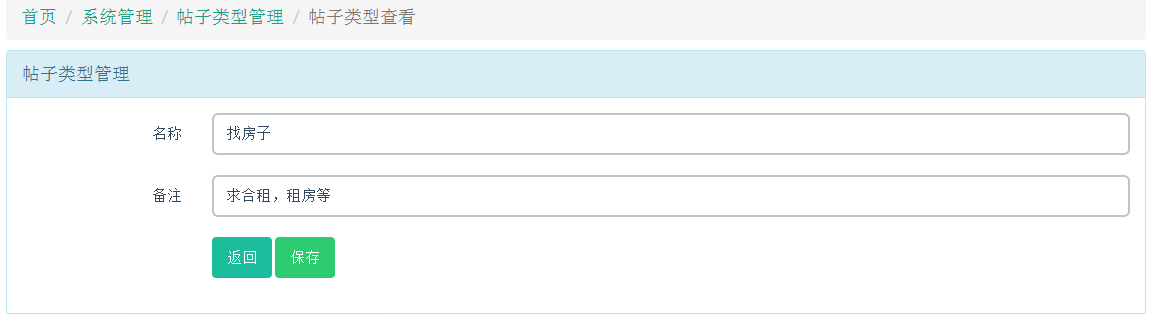 首页 / 系统管理 / 帖子类型管理 / 帖子类型查看
帖子类型管理
名称 找房子
备注 求合租，租房等
返回 保存